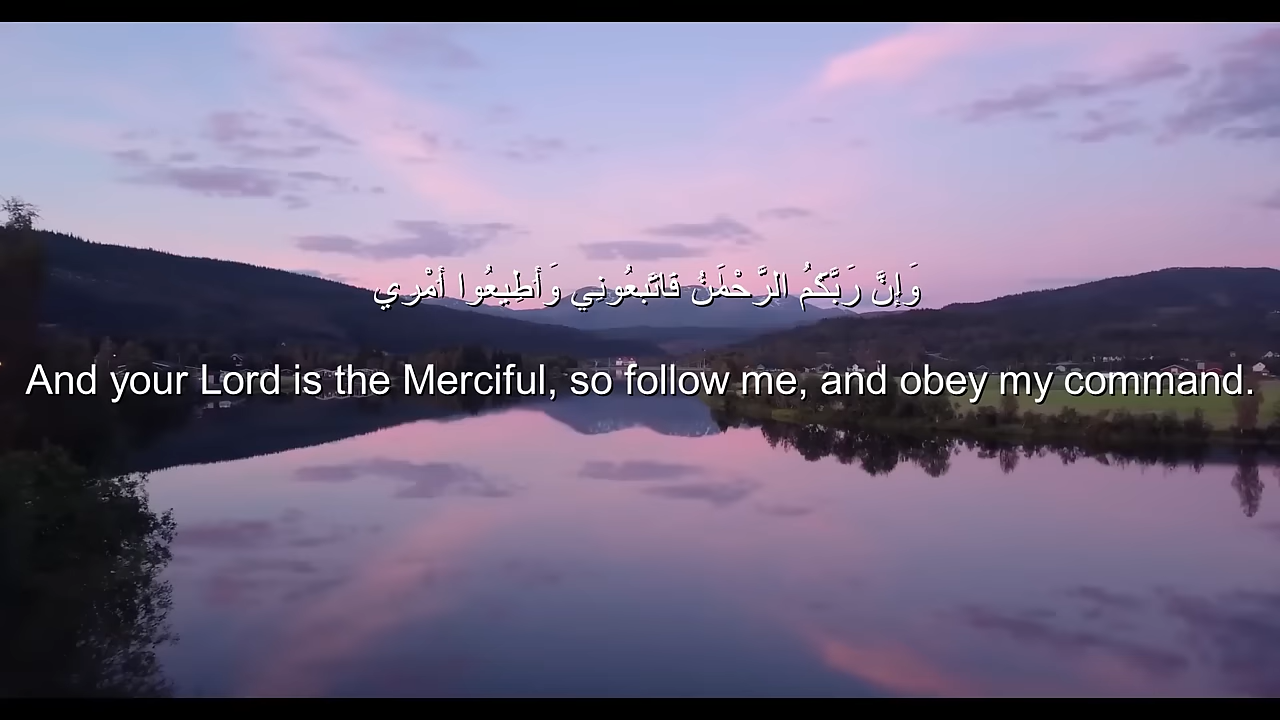 وَإِنَّ رَبَّكُمُ الرَّحْمَٰنُ فَاتَّبِعُونِي وَأَطِيعُوا أَمْرِي
And your Lord is the Merciful, so follow me, and obey my command.